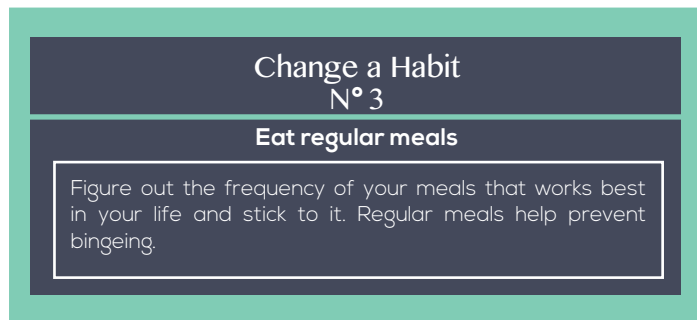 Change a Habit
N° 3
Eat regular meals
Figure out the frequency of your meals that works best
in your life and stick to it. Regular meals help prevent
bingeing.